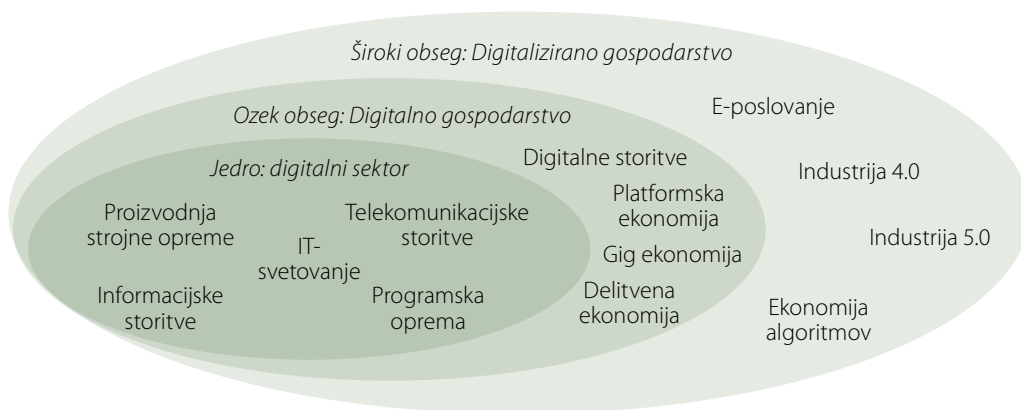 Široki obseg: Digitalizirano gospodarstvo
Ozek obseg: Digitalno gospodarstvo
Jedro: digitalni sektor
Proizvodnja
strojne opreme
IT-
svetovanje
Telekomunikacijske
storitve
Informacijske
storitve
Programska
oprema
Digitalne storitve
Platformska
ekonomija
Gig ekonomija
Delitvena
ekonomija
E-poslovanje
Industrija 4.0
Industrija 5.0
Ekonomija
algoritmov